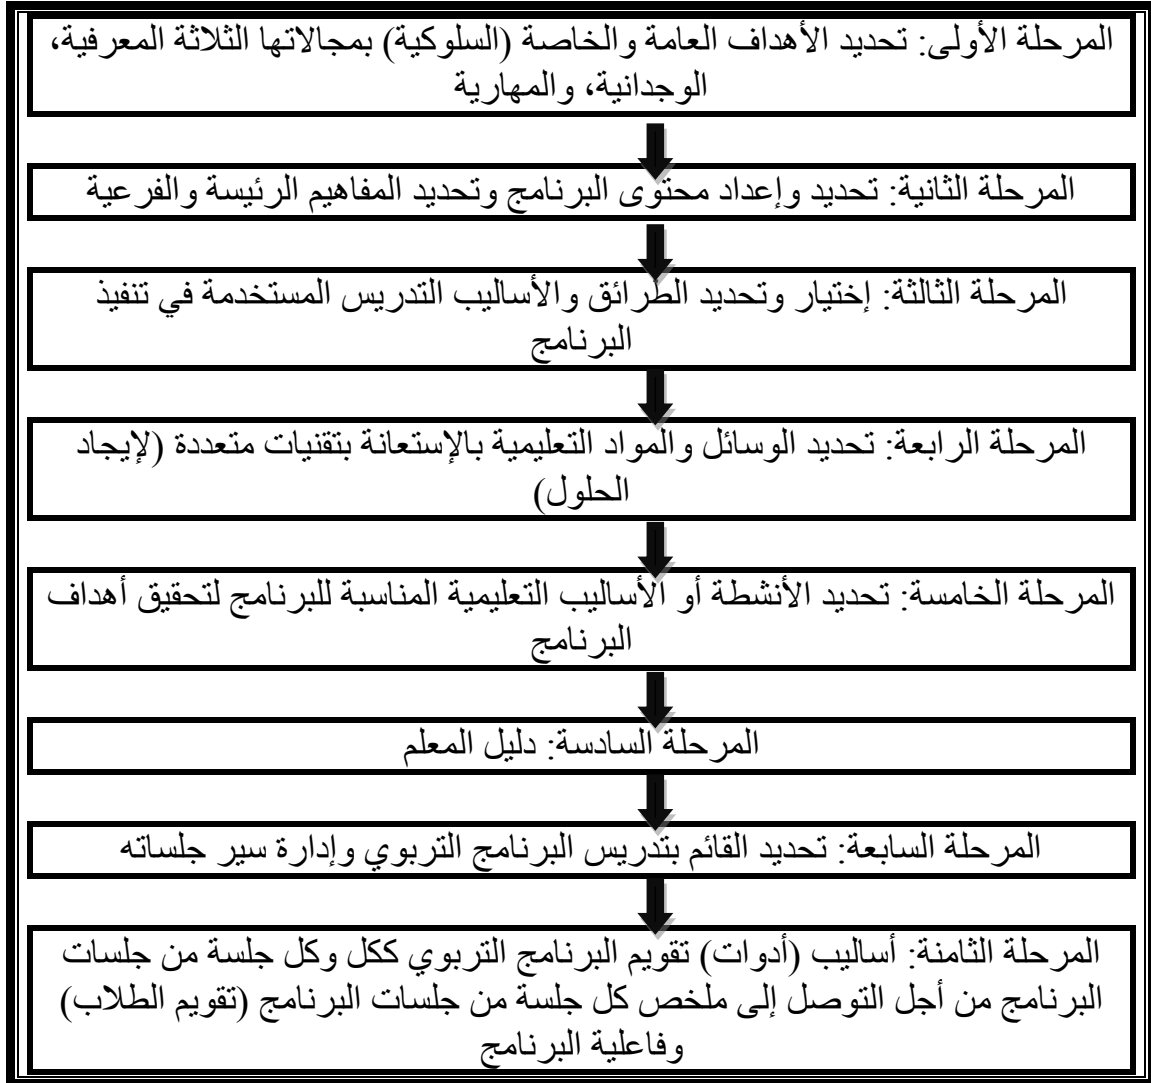 المرحلة الأولى: تحديد الأهداف العامة والخاصة (السلوكية) بمجالاتها الثلاثة المعرفية،
الوجدانية، والمهارية
المرحلة الثانية: تحديد وإعداد محتوى البرنامج وتحديد المفاهيم الرئيسة والفرعية
المرحلة الثالثة: إختيار وتحديد الطرائق والأساليب التدريس المستخدمة في تنفيذ
البرنامج
المرحلة الرابعة: تحديد الوسائل والمواد التعليمية بالإستعانة بتقنيات متعددة (لإيجاد
الحلول)
المرحلة الخامسة: تحديد الأنشطة أو الأساليب التعليمية المناسبة للبرنامج لتحقيق أهداف
البرنامج
المرحلة السادسة: دليل المعلم
المرحلة السابعة: تحديد القائم بتدريس البرنامج التربوي وإدارة سير جلساته
المرحلة الثامنة: أساليب (أدوات) تقويم البرنامج التربوي ككل وكل جلسة من جلسات
البرنامج من أجل التوصل إلى ملخص كل جلسة من جلسات البرنامج (تقويم الطلاب)
وفاعلية البرنامج